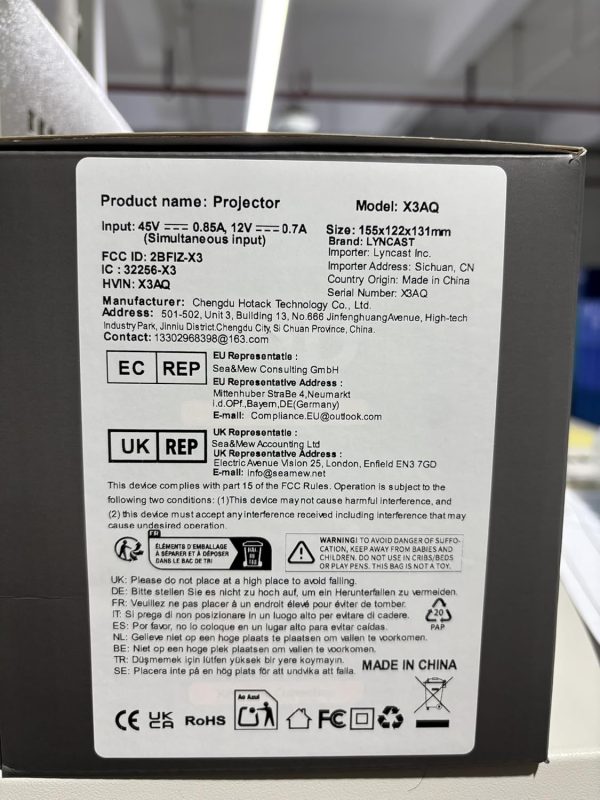 Product name: Projector
Model: X3AQ
Input: 45V ⎓ 0.85A, 12V ⎓ 0.7A
(Simultaneous input)
Size: 155x122x131mm
Brand: LYNCAST
FCC ID: 2BFIZ-X3
Importer: Lyncast Inc.
IC : 32256-X3
Importer Address: Sichuan, CN
HVIN: X3AQ
Country Origin: Made in China
Serial Number: X3AQ
Manufacturer: Chengdu Hotack Technology Co., Ltd.
Address: 501-502, Unit 3, Building 13, No.666 JinfenghuangAvenue, High-tech
Industry Park, Jinniu District.Chengdu City, Si Chuan Province, China.
Contact: 13302968398@163.com
EC REP
EU Representatie :
Sea&Mew Consulting GmbH
EU Representative Address :
Mittenhuber StraBe 4,Neumarkt
i.d.OPf.,Bayern,DE(Germany)
E-mail: Compliance.EU@outlook.com
UK REP
UK Representatie :
Sea&Mew Accounting Ltd
UK Representative Address :
Electric Avenue Vision 25, London, Enfield EN3 7GD
E-mail: info@seamew.net
This device complies with part 15 of the FCC Rules. Operation is subject to the
following two conditions: (1)This device may not cause harmful interference, and
(2) this device must accept any interference received including interference that may
cause undesired operation.
FR
ÉLÉMENTS D'EMBALLAGE
À SÉPARER ET À DÉPOSER
DANS LE BAC DE TRI
BAC DE TRI
WARNING! TO AVOID DANGER OF SUFFO-
CATION, KEEP AWAY FROM BABIES AND
CHILDREN. DO NOT USE IN CRIBS/BEDS
OR PLAY PENS. THIS BAG IS NOT A TOY.
UK: Please do not place at a high place to avoid falling.
DE: Bitte stellen Sie es nicht zu hoch auf, um ein Herunterfallen zu vermeiden.
FR: Veuillez ne pas placer à un endroit élevé pour éviter de tomber.
IT: Si prega di non posizionare in un luogo alto per evitare di cadere.
ES: Por favor, no lo coloque en un lugar alto para evitar caídas.
NL: Gelieve niet op een hoge plaats te plaatsen om vallen te voorkomen.
BE: Niet op een hoge plek plaatsen om vallen te voorkomen.
TR: Düşmemek için lütfen yüksek bir yere koymayın.
SE: Placera inte på en hög plats för att undvika att falla.
20
PAP
MADE IN CHINA
CE UK CA RoHS
Ao Azul
FC